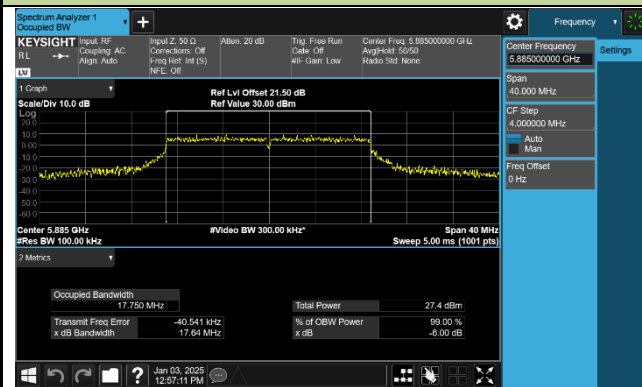 Spectrum Analyzer 1
Occupied BW
Frequency
KEYSIGHT
RL
LXI
Input: RF
Coupling: AC
Align: Auto
Input Z: 50 Ω
Corrections: Off
Freq Ref: Int (S)
NFE: Off
Atten: 20 dB
Trig: Free Run
Gate: Off
#IF Gain: Low
Center Freq: 5.885000000 GHz
Avg|Hold: 50/50
Radio Std: None
Center Frequency
5.885000000 GHz
Settings
Span
40.000 MHz
CF Step
4.000000 MHz
Auto
Man
Freq Offset
0 Hz
1 Graph
Scale/Div 10.0 dB
Ref Lvl Offset 21.50 dB
Ref Value 30.00 dBm
Log
20.0
10.0
0.00
-10.0
-20.0
-30.0
-40.0
-50.0
-60.0
Center 5.885 GHz
#Video BW 300.00 kHz*
Span 40 MHz
#Res BW 100.00 kHz
Sweep 5.00 ms (1001 pts)
2 Metrics
Occupied Bandwidth
17.750 MHz
Total Power
27.4 dBm
Transmit Freq Error
-40.541 kHz
% of OBW Power
99.00 %
x dB Bandwidth
17.64 MHz
x dB
-6.00 dB
Jan 03, 2025
12:57:11 PM